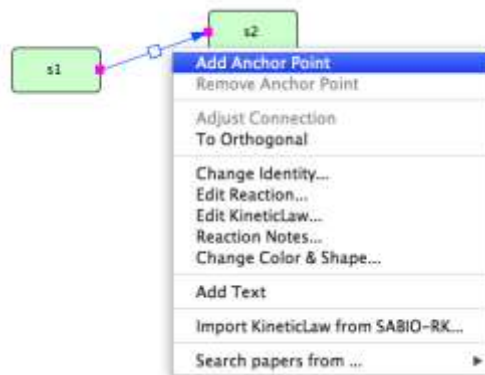 s2
s1
Add Anchor Point
Remove Anchor Point
Adjust Connection
To Orthogonal
Change Identity...
Edit Reaction...
Edit KineticLaw...
Reaction Notes...
Change Color & Shape...
Add Text
Import KineticLaw from SABIO-RK...
Search papers from ...